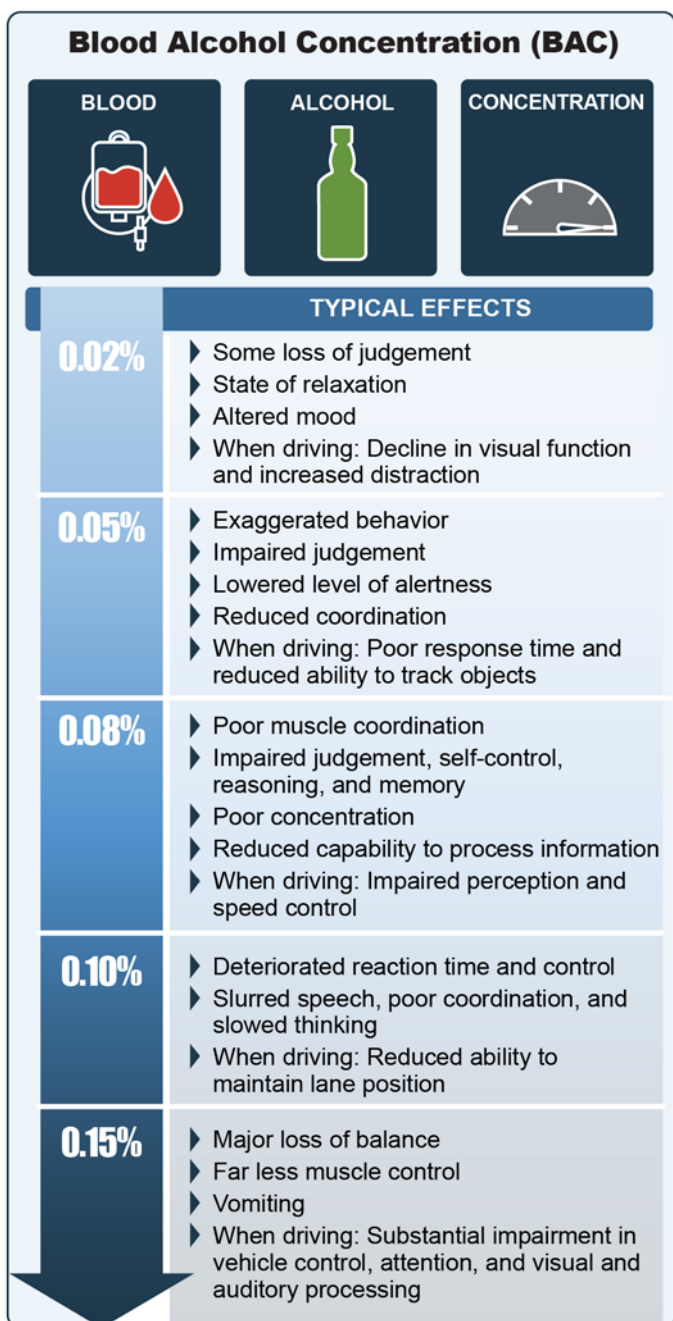 Blood Alcohol Concentration (BAC)
BLOOD
ALCOHOL
CONCENTRATION
TYPICAL EFFECTS
0.02%
Some loss of judgement
State of relaxation
Altered mood
When driving: Decline in visual function
and increased distraction
0.05%
Exaggerated behavior
Impaired judgement
Lowered level of alertness
Reduced coordination
When driving: Poor response time and
reduced ability to track objects
0.08%
Poor muscle coordination
Impaired judgement, self-control,
reasoning, and memory
Poor concentration
Reduced capability to process information
When driving: Impaired perception and
speed control
0.10%
Deteriorated reaction time and control
Slurred speech, poor coordination, and
slowed thinking
When driving: Reduced ability to
maintain lane position
0.15%
Major loss of balance
Far less muscle control
Vomiting
When driving: Substantial impairment in
vehicle control, attention, and visual and
auditory processing